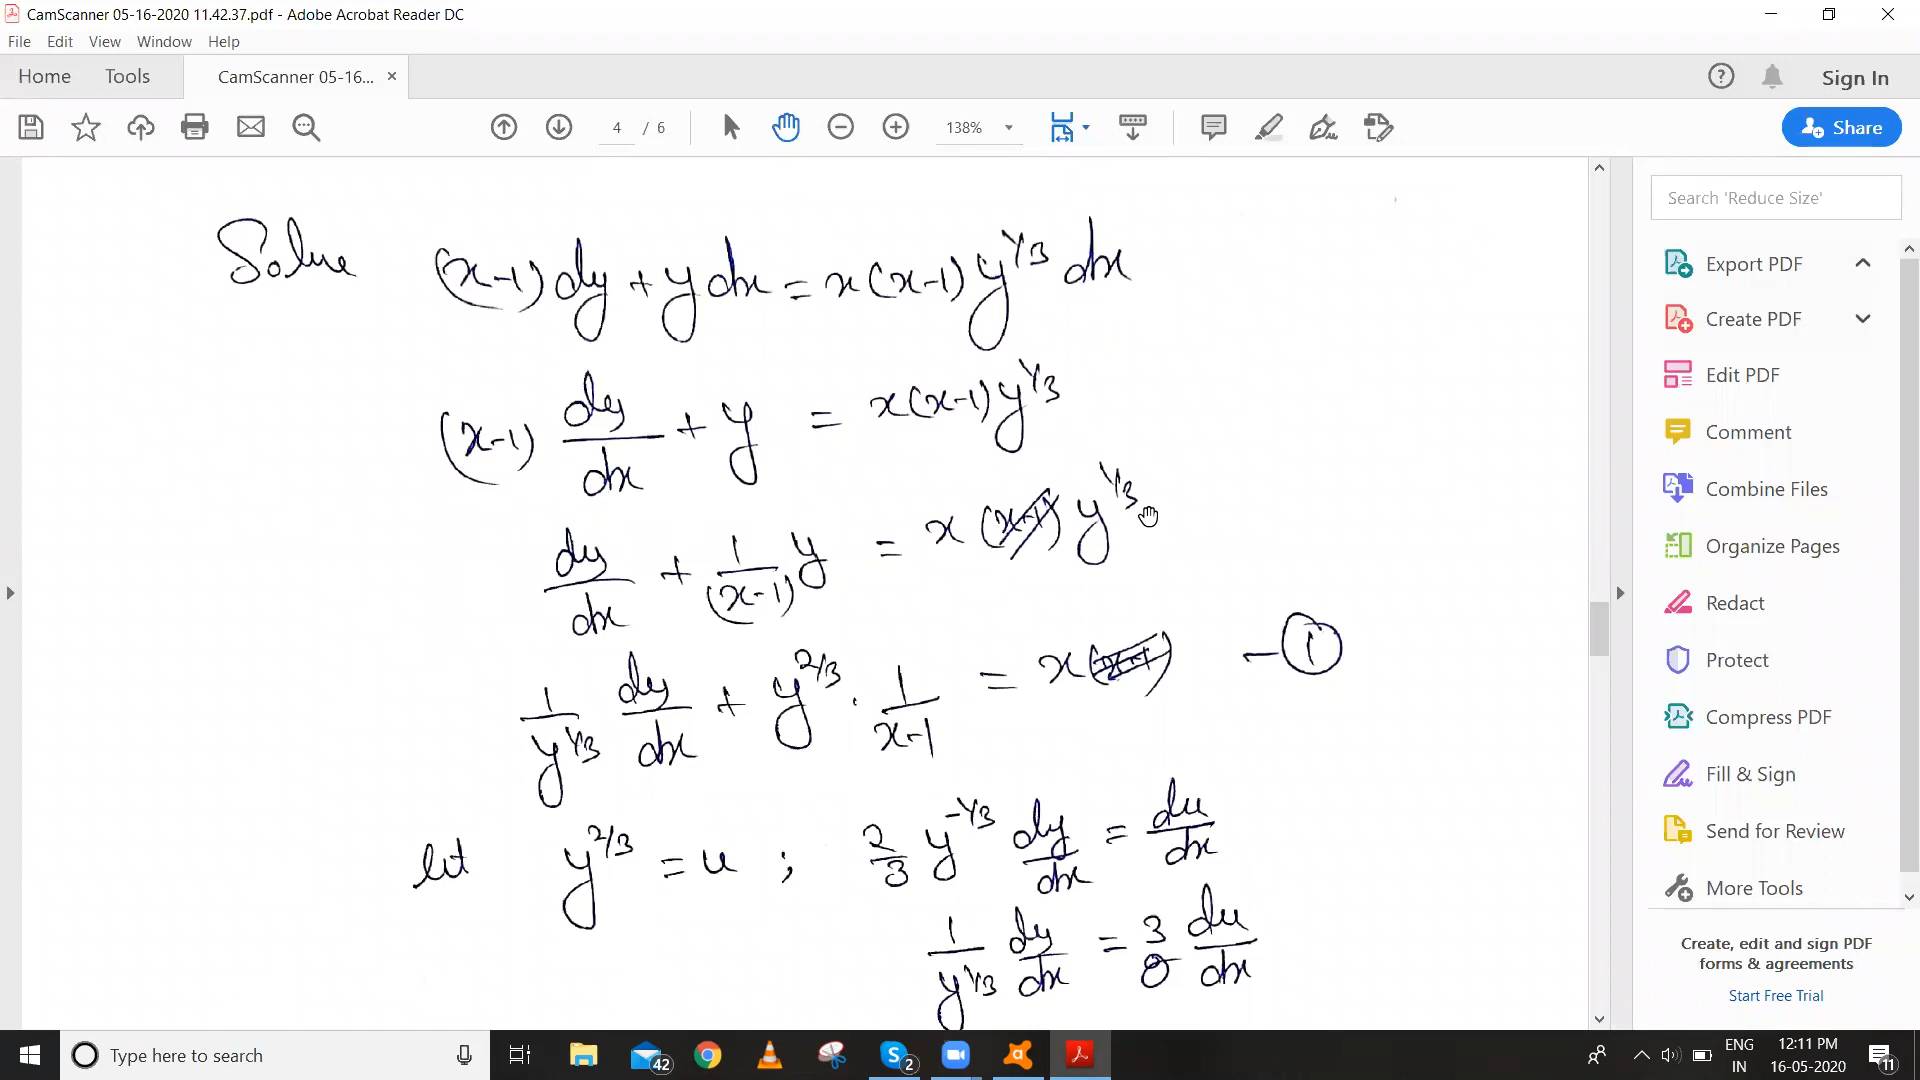 CamScanner 05-16-2020 11.42.37.pdf - Adobe Acrobat Reader DC
File Edit View Window Help
Home Tools CamScanner 05-16... × Sign In
4 / 6 138% Share
Search 'Reduce Size'
Export PDF
Create PDF
Edit PDF
Comment
Combine Files
Organize Pages
Redact
Protect
Compress PDF
Fill & Sign
Send for Review
More Tools
Create, edit and sign PDF
forms & agreements
Start Free Trial
Solve (x-1)dy + y dx = x(x-1) y^1/3 dx
(x-1) dy/dx + y = x(x-1) y^1/3
dy/dx + 1/(x-1) y = x (x-1) y^1/3
1/y^1/3 dy/dx + y^2/3 . 1/x-1 = x(x-1) - ①
let y^2/3 = u ; 2/3 y^-1/3 dy/dx = du/dx
1/y^1/3 dy/dx = 3/2 du/dx
Type here to search 42 2 ENG 12:11 PM
IN 16-05-2020 11